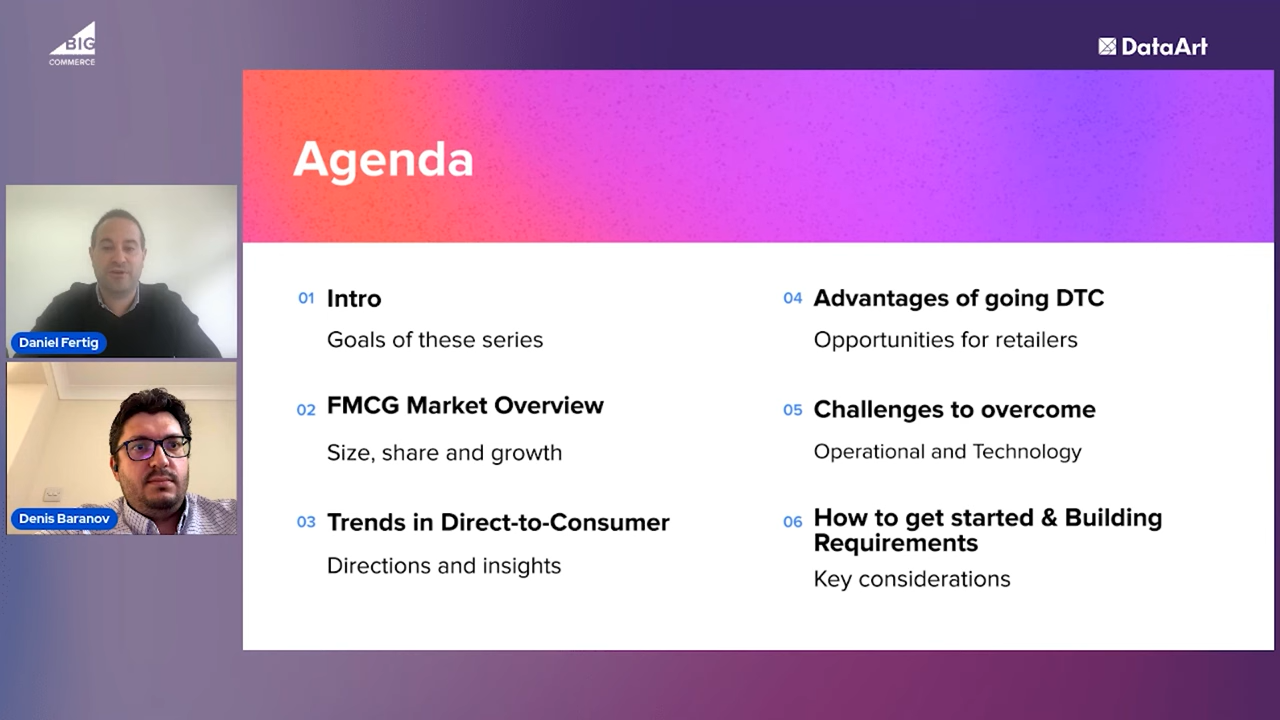 BIG
COMMERCE
DataArt
Agenda
01 Intro
Goals of these series
02 FMCG Market Overview
Size, share and growth
03 Trends in Direct-to-Consumer
Directions and insights
04 Advantages of going DTC
Opportunities for retailers
05 Challenges to overcome
Operational and Technology
06 How to get started & Building
Requirements
Key considerations
Daniel Fertig
Denis Baranov